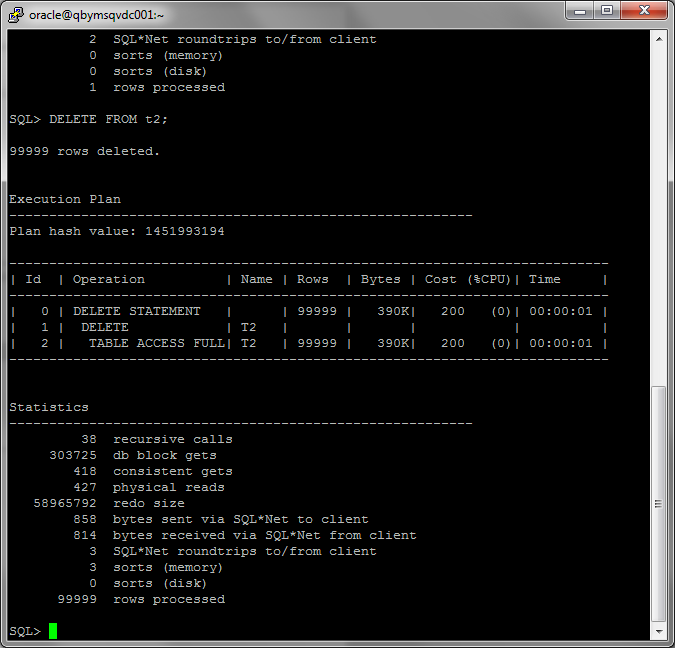 oracle@qbymsqvdc001:~
          2  SQL*Net roundtrips to/from client
          0  sorts (memory)
          0  sorts (disk)
          1  rows processed

SQL> DELETE FROM t2;

99999 rows deleted.


Execution Plan
----------------------------------------------------------
Plan hash value: 1451993194

---------------------------------------------------------------------------
| Id  | Operation          | Name | Rows  | Bytes | Cost (%CPU)| Time     |
---------------------------------------------------------------------------
|   0 | DELETE STATEMENT   |      | 99999 |   390K|   200   (0)| 00:00:01 |
|   1 |  DELETE            | T2   |       |       |            |          |
|   2 |   TABLE ACCESS FULL| T2   | 99999 |   390K|   200   (0)| 00:00:01 |
---------------------------------------------------------------------------


Statistics
----------------------------------------------------------
         38  recursive calls
     303725  db block gets
        418  consistent gets
        427  physical reads
   58965792  redo size
        858  bytes sent via SQL*Net to client
        814  bytes received via SQL*Net from client
          3  SQL*Net roundtrips to/from client
          3  sorts (memory)
          0  sorts (disk)
      99999  rows processed

SQL>